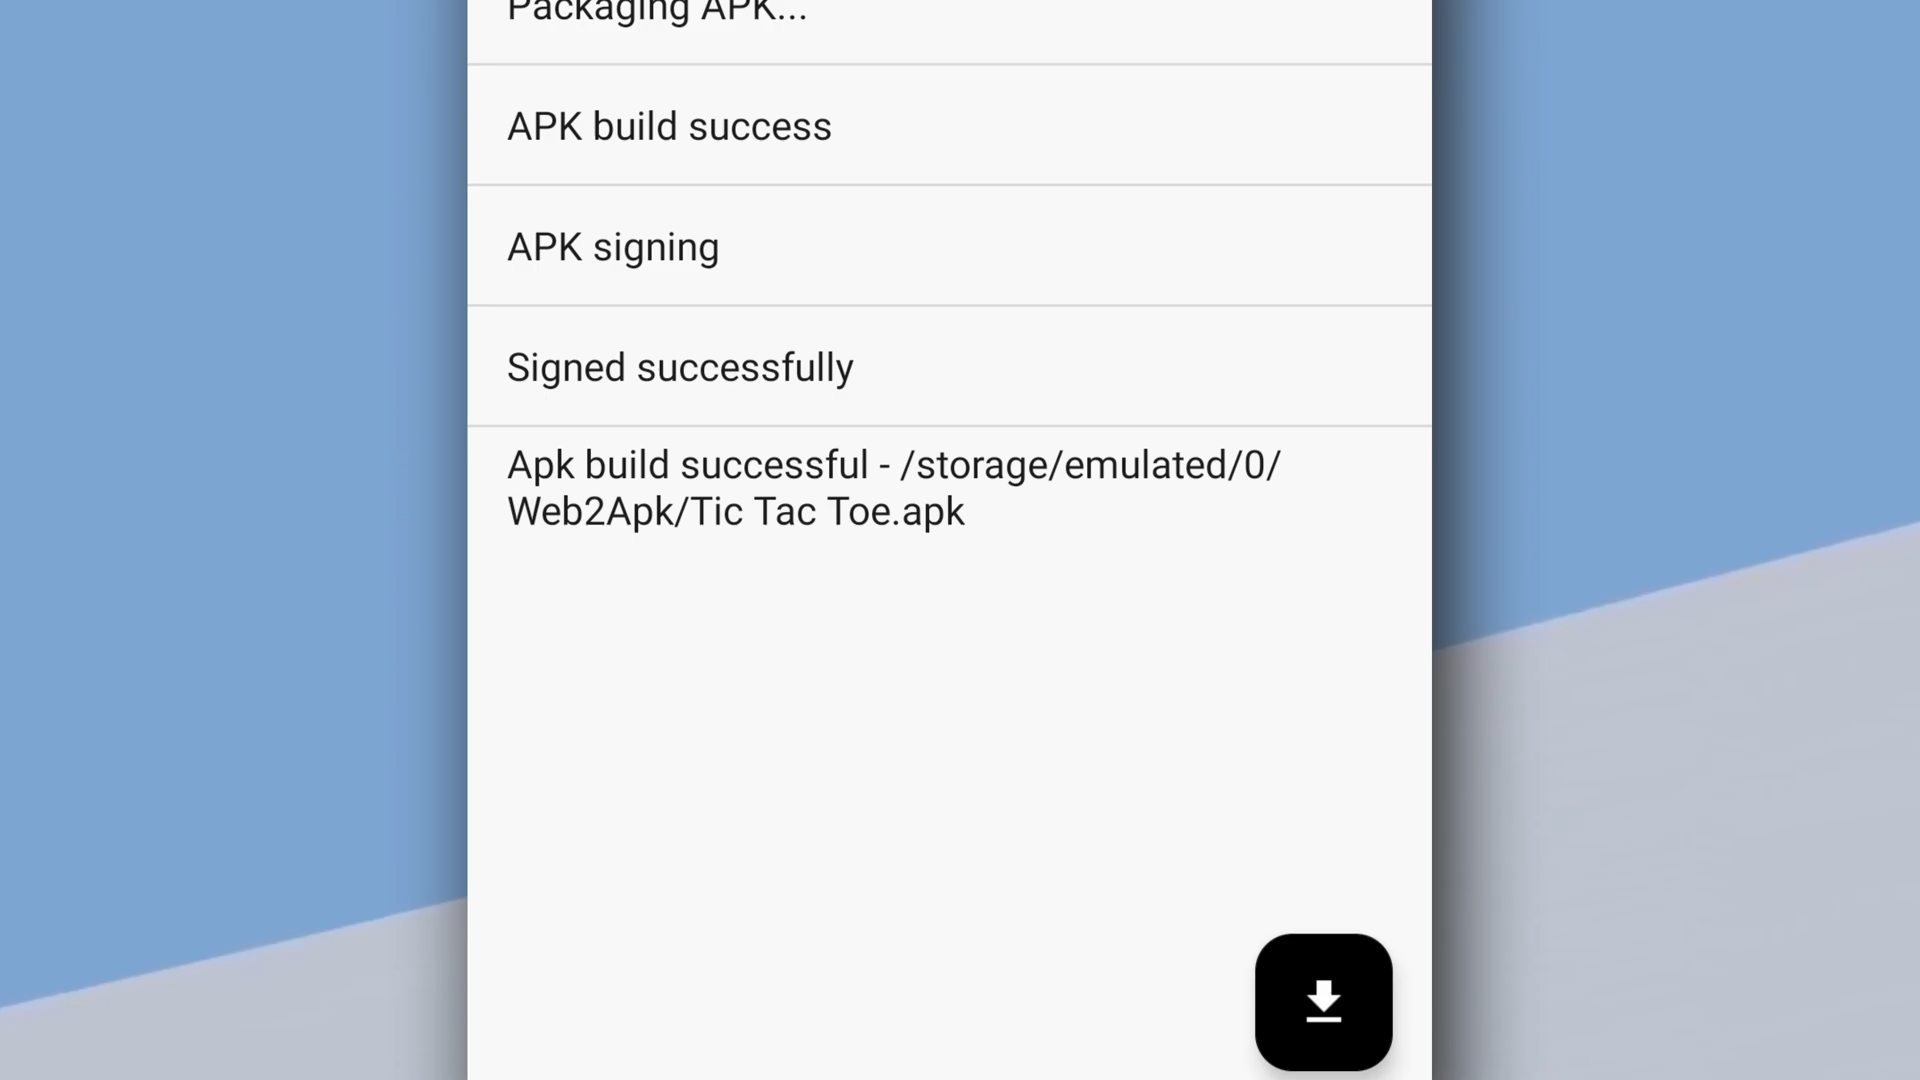 Packaging APK...
APK build success
APK signing
Signed successfully
Apk build successful - /storage/emulated/0/
Web2Apk/Tic Tac Toe.apk